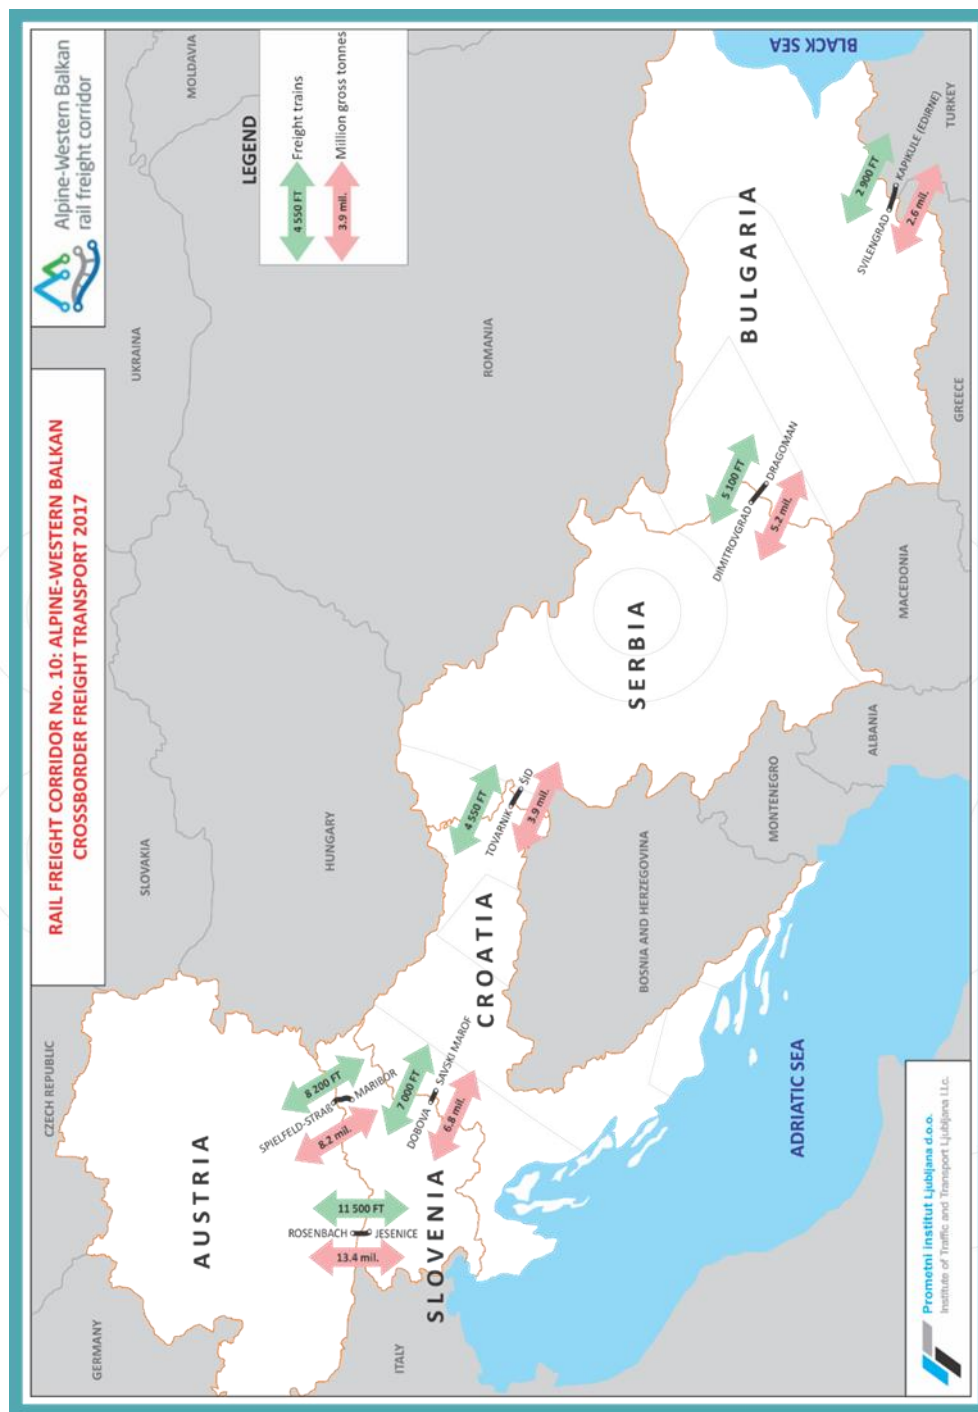 RAIL FREIGHT CORRIDOR No. 10: ALPINE-WESTERN BALKAN
CROSSBORDER FREIGHT TRANSPORT 2017
Alpine-Western Balkan
rail freight corridor
LEGEND
4 550 FT
Freight trains
3.9 mil.
Million gross tonnes
CZECH REPUBLIC
SLOVAKIA
UKRAINA
MOLDAVIA
GERMANY
AUSTRIA
HUNGARY
ROMANIA
ITALY
SLOVENIA
CROATIA
SERBIA
BULGARIA
BLACK SEA
BOSNIA AND HERZEGOVINA
MONTENEGRO
ALBANIA
MACEDONIA
GREECE
TURKEY
ADRIATIC SEA
ROSENBACH
JESENICE
11 500 FT
13.4 mil.
SPIELFELD-STRAß
MARIBOR
8 200 FT
8.2 mil.
DOBOVA
SAVSKI MAROF
7 000 FT
6.8 mil.
TOVARNIK
ŠID
4 550 FT
3.9 mil.
DIMITROVGRAD
DRAGOMAN
5 100 FT
5.2 mil.
SVILENGRAD
KAPIKULE (EDIRNE)
2 900 FT
2.6 mil.
Prometni institut Ljubljana d.o.o.
Institute of Traffic and Transport Ljubljana l.l.c.